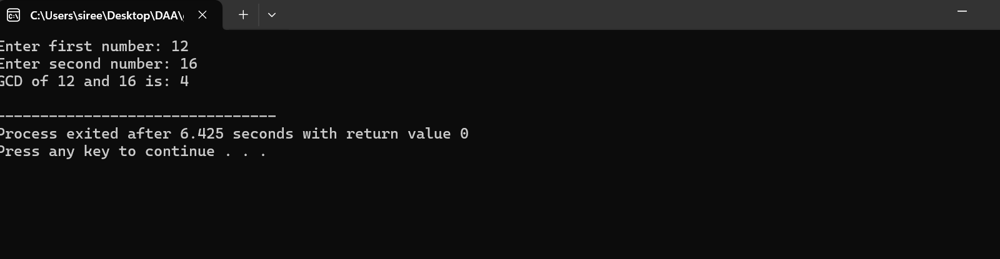 C:\Users\siree\Desktop\DAA\
Enter first number: 12
Enter second number: 16
GCD of 12 and 16 is: 4
--------------------------------
Process exited after 6.425 seconds with return value 0
Press any key to continue . . .